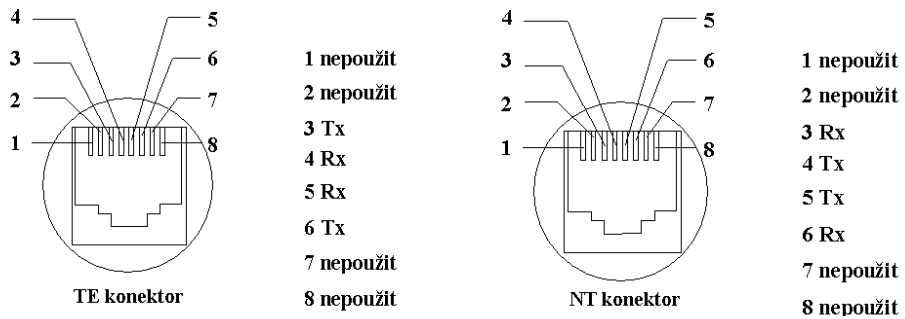 4
3
2
1
5
6
7
8
TE konektor
1 nepoužit
2 nepoužit
3 Tx
4 Rx
5 Rx
6 Tx
7 nepoužit
8 nepoužit
4
3
2
1
5
6
7
8
NT konektor
1 nepoužit
2 nepoužit
3 Rx
4 Tx
5 Tx
6 Rx
7 nepoužit
8 nepoužit